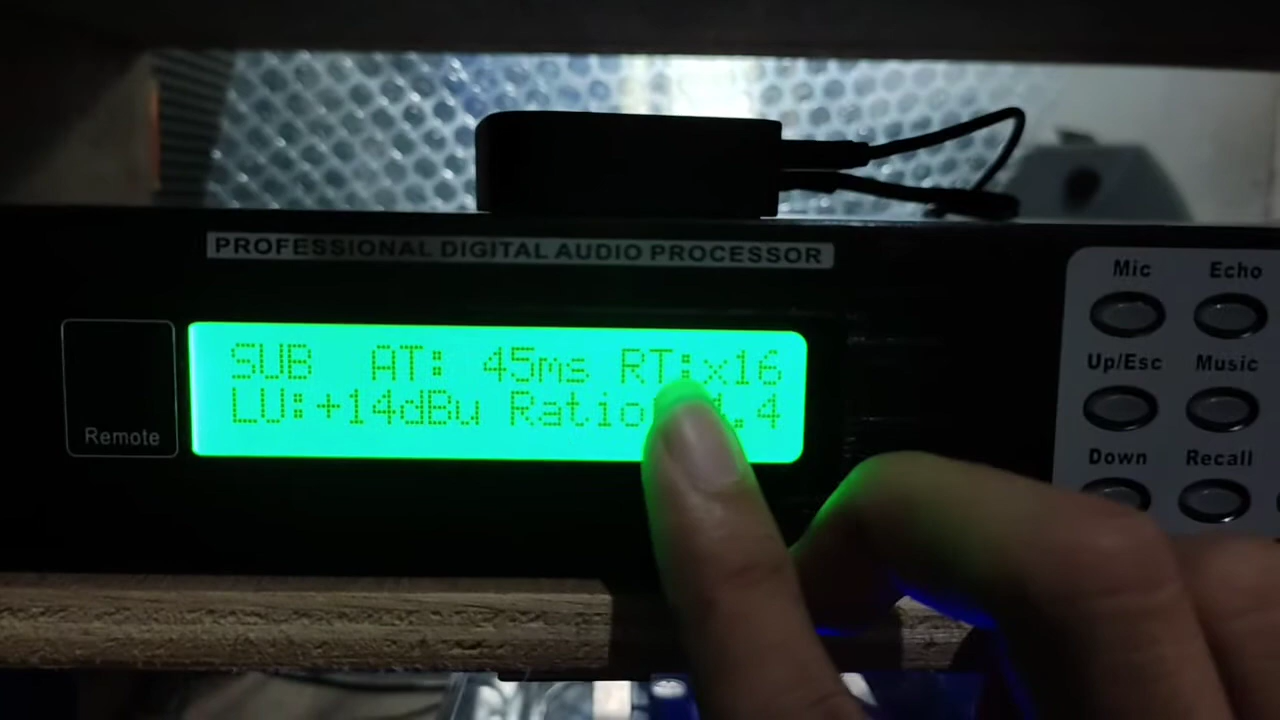 PROFESSIONAL DIGITAL AUDIO PROCESSOR
Mic Echo
Up/Esc Music
Down Recall
Remote
SUB AT: 45ms RT:x16
LU:+14dBu Ratio .4